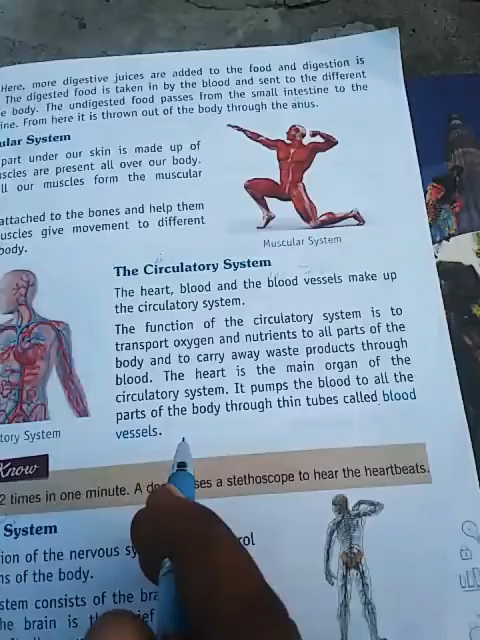 Here, more digestive juices are added to the food and digestion is
The digested food is taken in by the blood and sent to the different
body. The undigested food passes from the small intestine to the
ine. From here it is thrown out of the body through the anus.
ular System
part under our skin is made up of
scles are present all over our body.
ll our muscles form the muscular
attached to the bones and help them
uscles give movement to different
body.
Muscular System
The Circulatory System
The heart, blood and the blood vessels make up
the circulatory system.
The function of the circulatory system is to
transport oxygen and nutrients to all parts of the
body and to carry away waste products through
blood. The heart is the main organ of the
circulatory system. It pumps the blood to all the
parts of the body through thin tubes called blood
vessels.
tory System
Know
2 times in one minute. A ses a stethoscope to hear the heartbeats.
System
ion of the nervous sy rol
ns of the body.
stem consists of the bra
he brain is ief